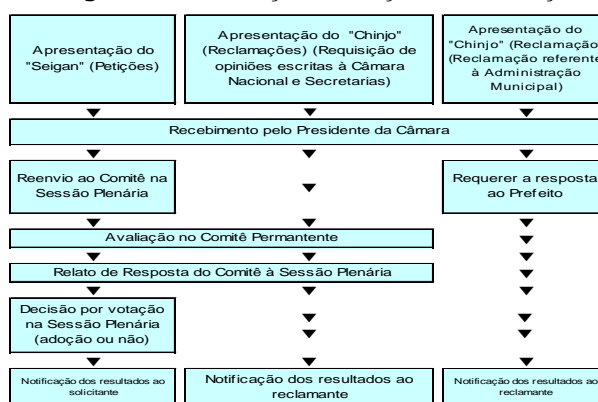 Apresentação do
"Seigan" (Petições)
Apresentação do "Chinjo"
(Reclamações) (Requisição de
opiniões escritas à Câmara
Nacional e Secretarias)
Apresentação do
"Chinjo" (Reclamação
(Reclamação referente
à Administração
Municipal)
Recebimento pelo Presidente da Câmara
Reenvio ao Comitê na
Sessão Plenária
Requerer a resposta
ao Prefeito
Avaliação no Comitê Permantente
Relato de Resposta do Comitê à Sessão Plenária
Decisão por votação
na Sessão Plenária
(adoção ou não)
Notificação dos resultados ao
solicitante
Notificação dos resultados ao
reclamante
Notificação dos resultados ao
reclamante